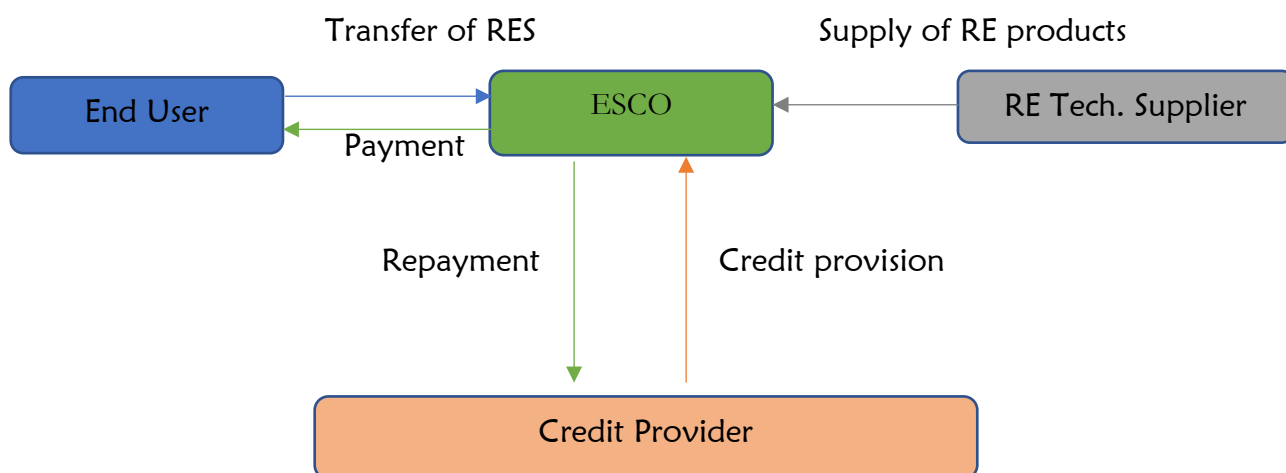 Transfer of RES
Supply of RE products
End User
ESCO
RE Tech. Supplier
Payment
Repayment
Credit provision
Credit Provider